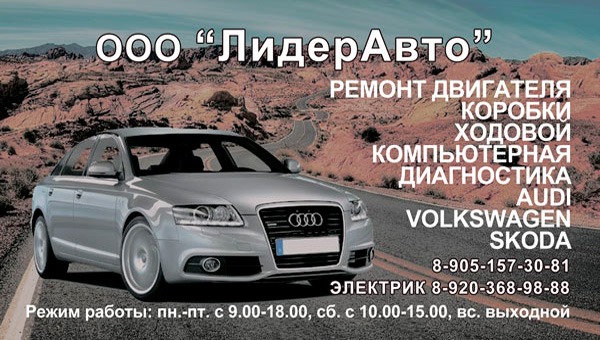 ООО “ЛидерАвто”
РЕМОНТ ДВИГАТЕЛЯ
КОРОБКИ
ХОДОВОЙ
КОМПЬЮТЕРНАЯ
ДИАГНОСТИКА
AUDI
VOLKSWAGEN
SKODA
8-905-157-30-81
ЭЛЕКТРИК 8-920-368-98-88
Режим работы: пн.-пт. с 9.00-18.00, сб. с 10.00-15.00, вс. выходной